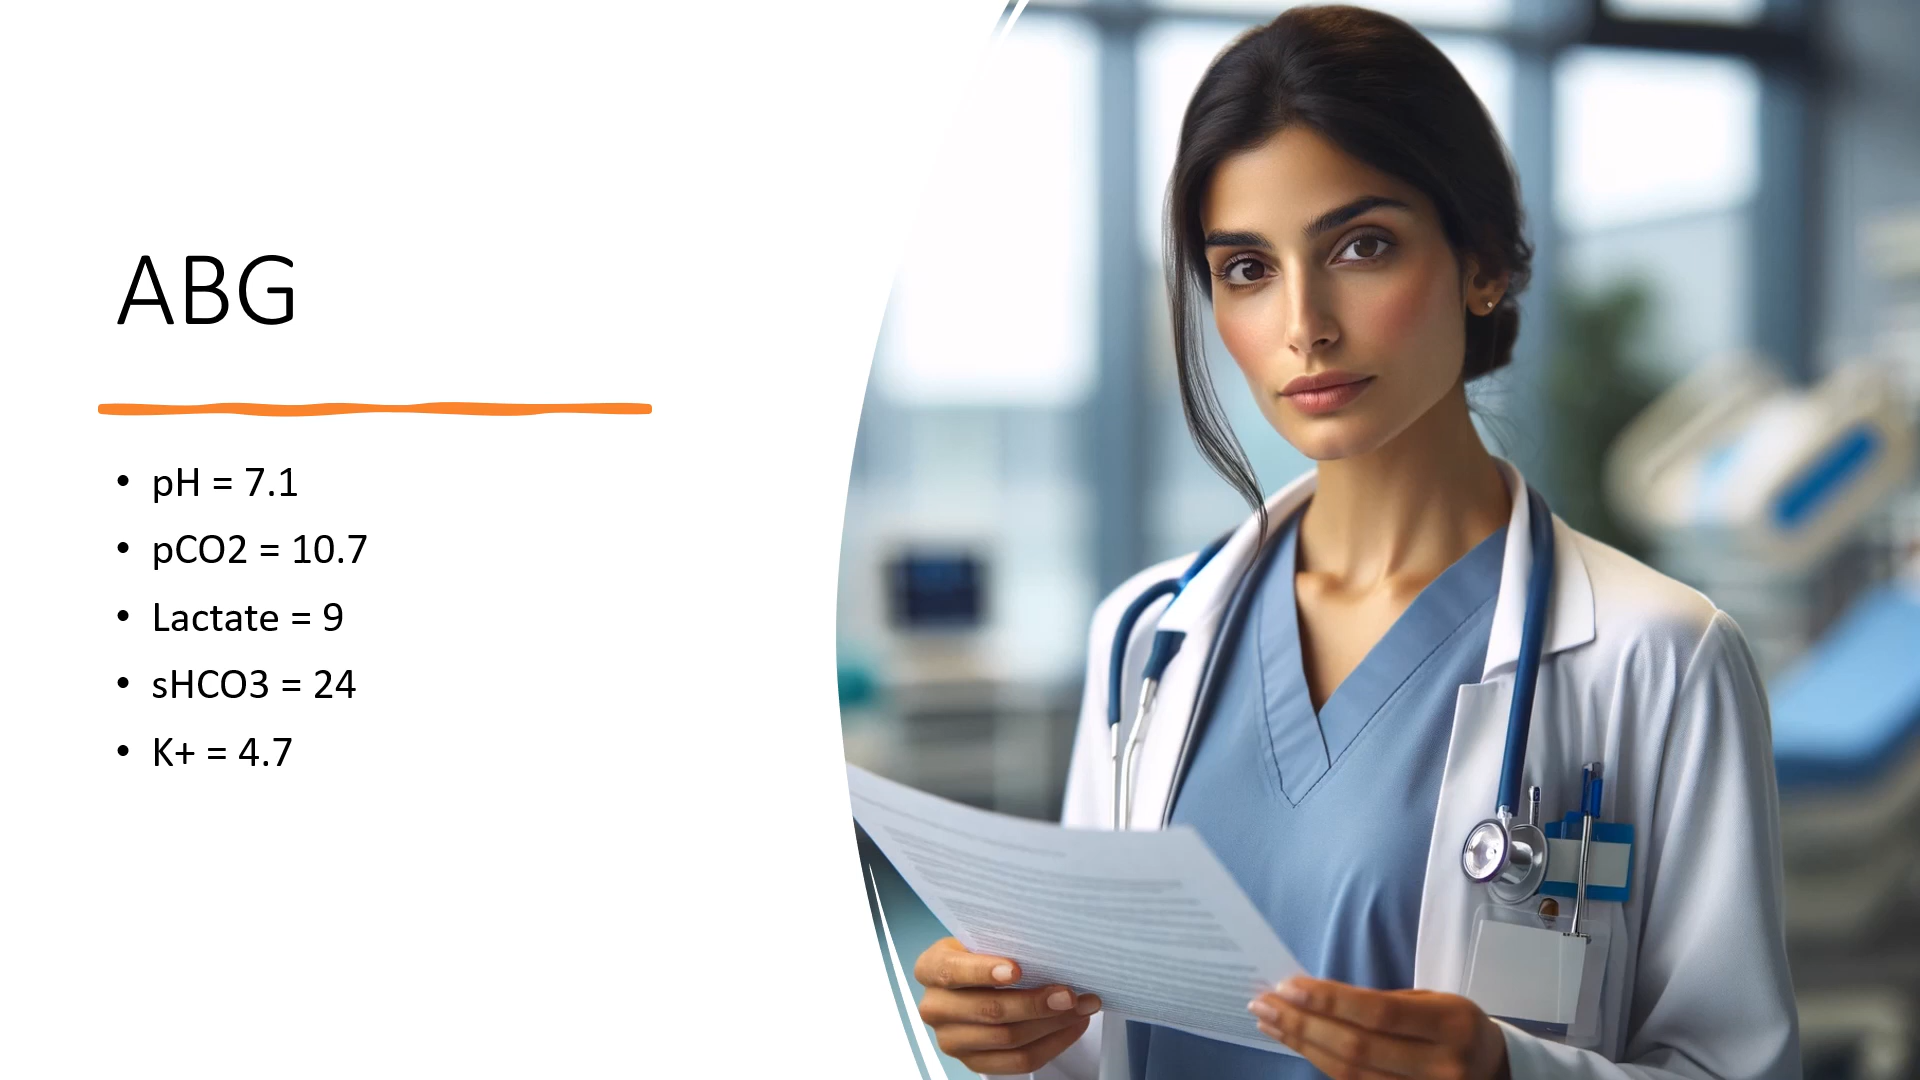 ABG
• pH = 7.1
• pCO2 = 10.7
• Lactate = 9
• sHCO3 = 24
• K+ = 4.7